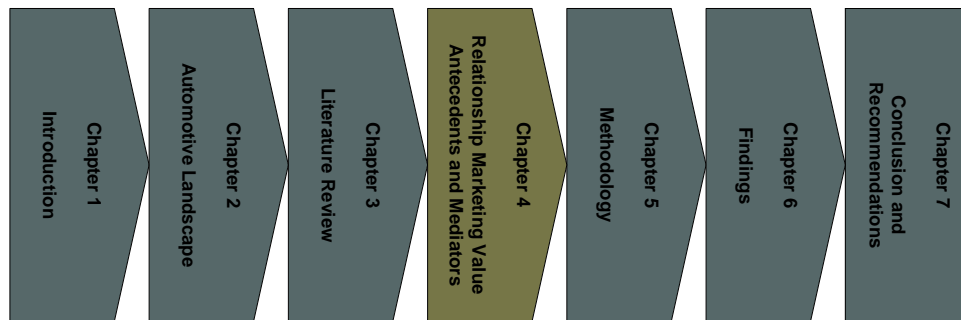 Chapter 1
Introduction
Chapter 2
Automotive Landscape
Chapter 3
Literature Review
Chapter 4
Relationship Marketing Value
Antecedents and Mediators
Chapter 5
Methodology
Chapter 6
Findings
Chapter 7
Conclusion and
Recommendations